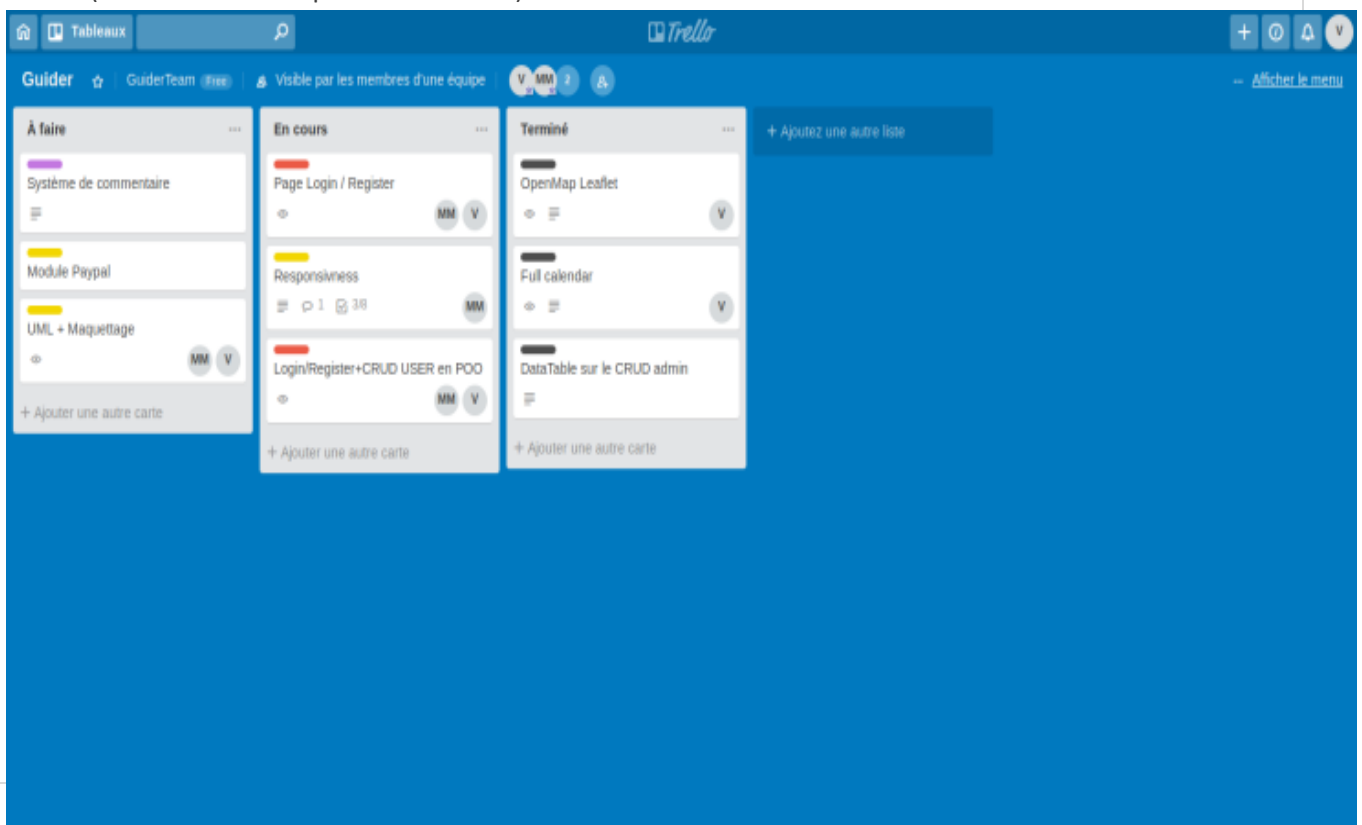 Tableaux
Trello
V
Guider
GuiderTeam Free
Visible par les membres d'une équipe
V MM 2
Afficher le menu
À faire
Système de commentaire
Module Paypal
UML + Maquettage
MM V
+ Ajouter une autre carte
En cours
Page Login / Register
MM V
Responsivness
1 3/8
MM
Login/Register+CRUD USER en POO
MM V
+ Ajouter une autre carte
Terminé
OpenMap Leaflet
V
Full calendar
V
DataTable sur le CRUD admin
+ Ajouter une autre carte
+ Ajoutez une autre liste